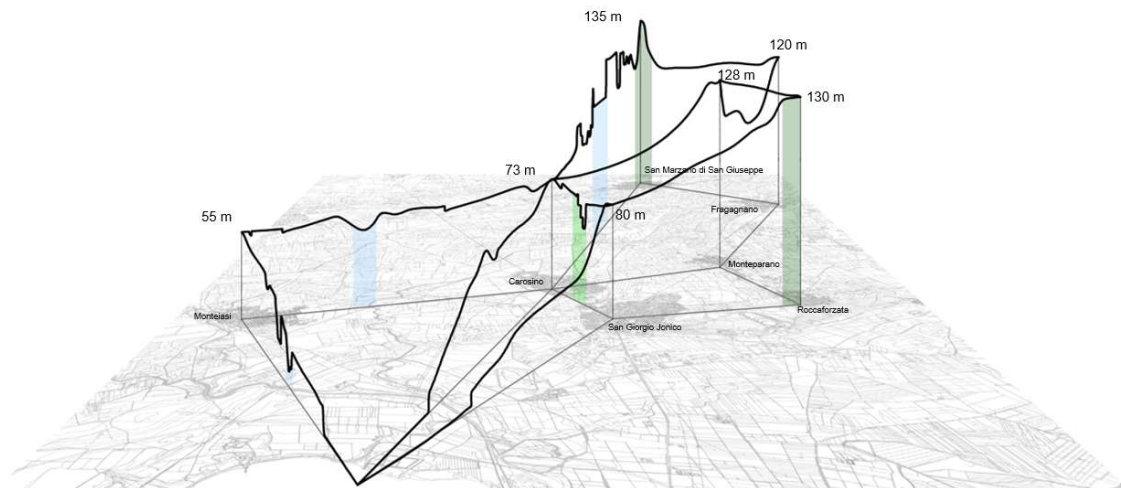 135 m
120 m
128 m
130 m
73 m
San Marzano di San Giuseppe
55 m
80 m
Fragagnano
Monteparano
Carosino
Monteiasi
Roccaforzata
San Giorgio Jonico